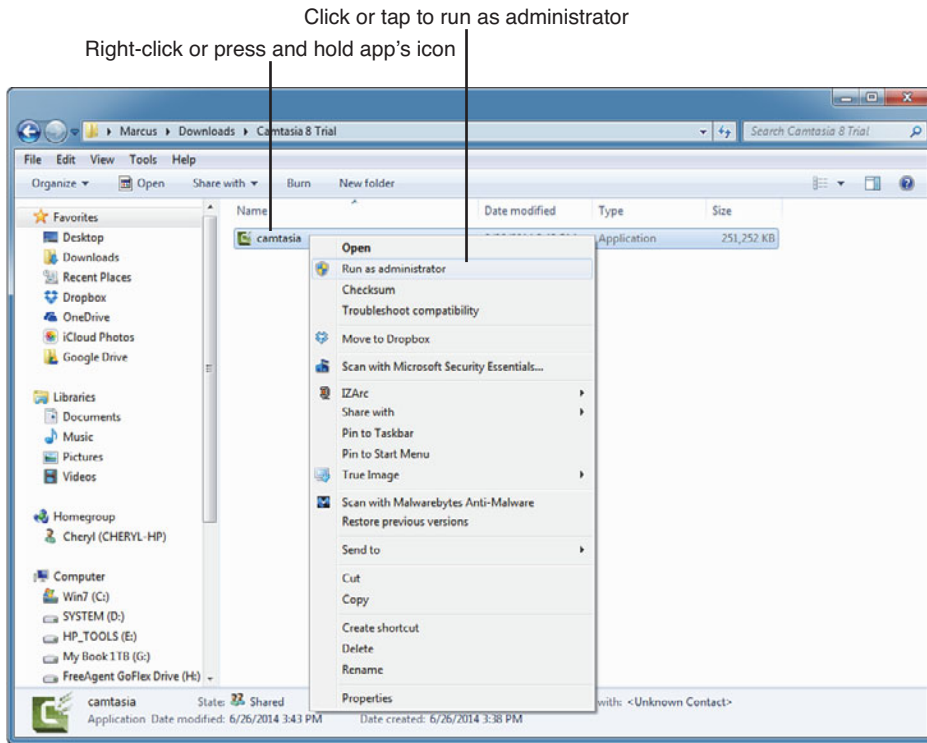 Click or tap to run as administrator
Right-click or press and hold app's icon
Marcus Downloads Camtasia 8 Trial
Search Camtasia 8 Trial
File Edit View Tools Help
Organize Open Share with Burn New folder
Name Date modified Type Size
camtasia Application 251,252 KB
Favorites
Desktop
Downloads
Recent Places
Dropbox
OneDrive
iCloud Photos
Google Drive
Libraries
Documents
Music
Pictures
Videos
Homegroup
Cheryl (CHERYL-HP)
Computer
Win7 (C:)
SYSTEM (D:)
HP_TOOLS (E:)
My Book 1TB (G:)
FreeAgent GoFlex Drive (H:)
Open
Run as administrator
Checksum
Troubleshoot compatibility
Move to Dropbox
Scan with Microsoft Security Essentials...
IZArc
Share with
Pin to Taskbar
Pin to Start Menu
True Image
Scan with Malwarebytes Anti-Malware
Restore previous versions
Send to
Cut
Copy
Create shortcut
Delete
Rename
Properties
camtasia State: Shared with: <Unknown Contact>
Application Date modified: 6/26/2014 3:43 PM Date created: 6/26/2014 3:38 PM